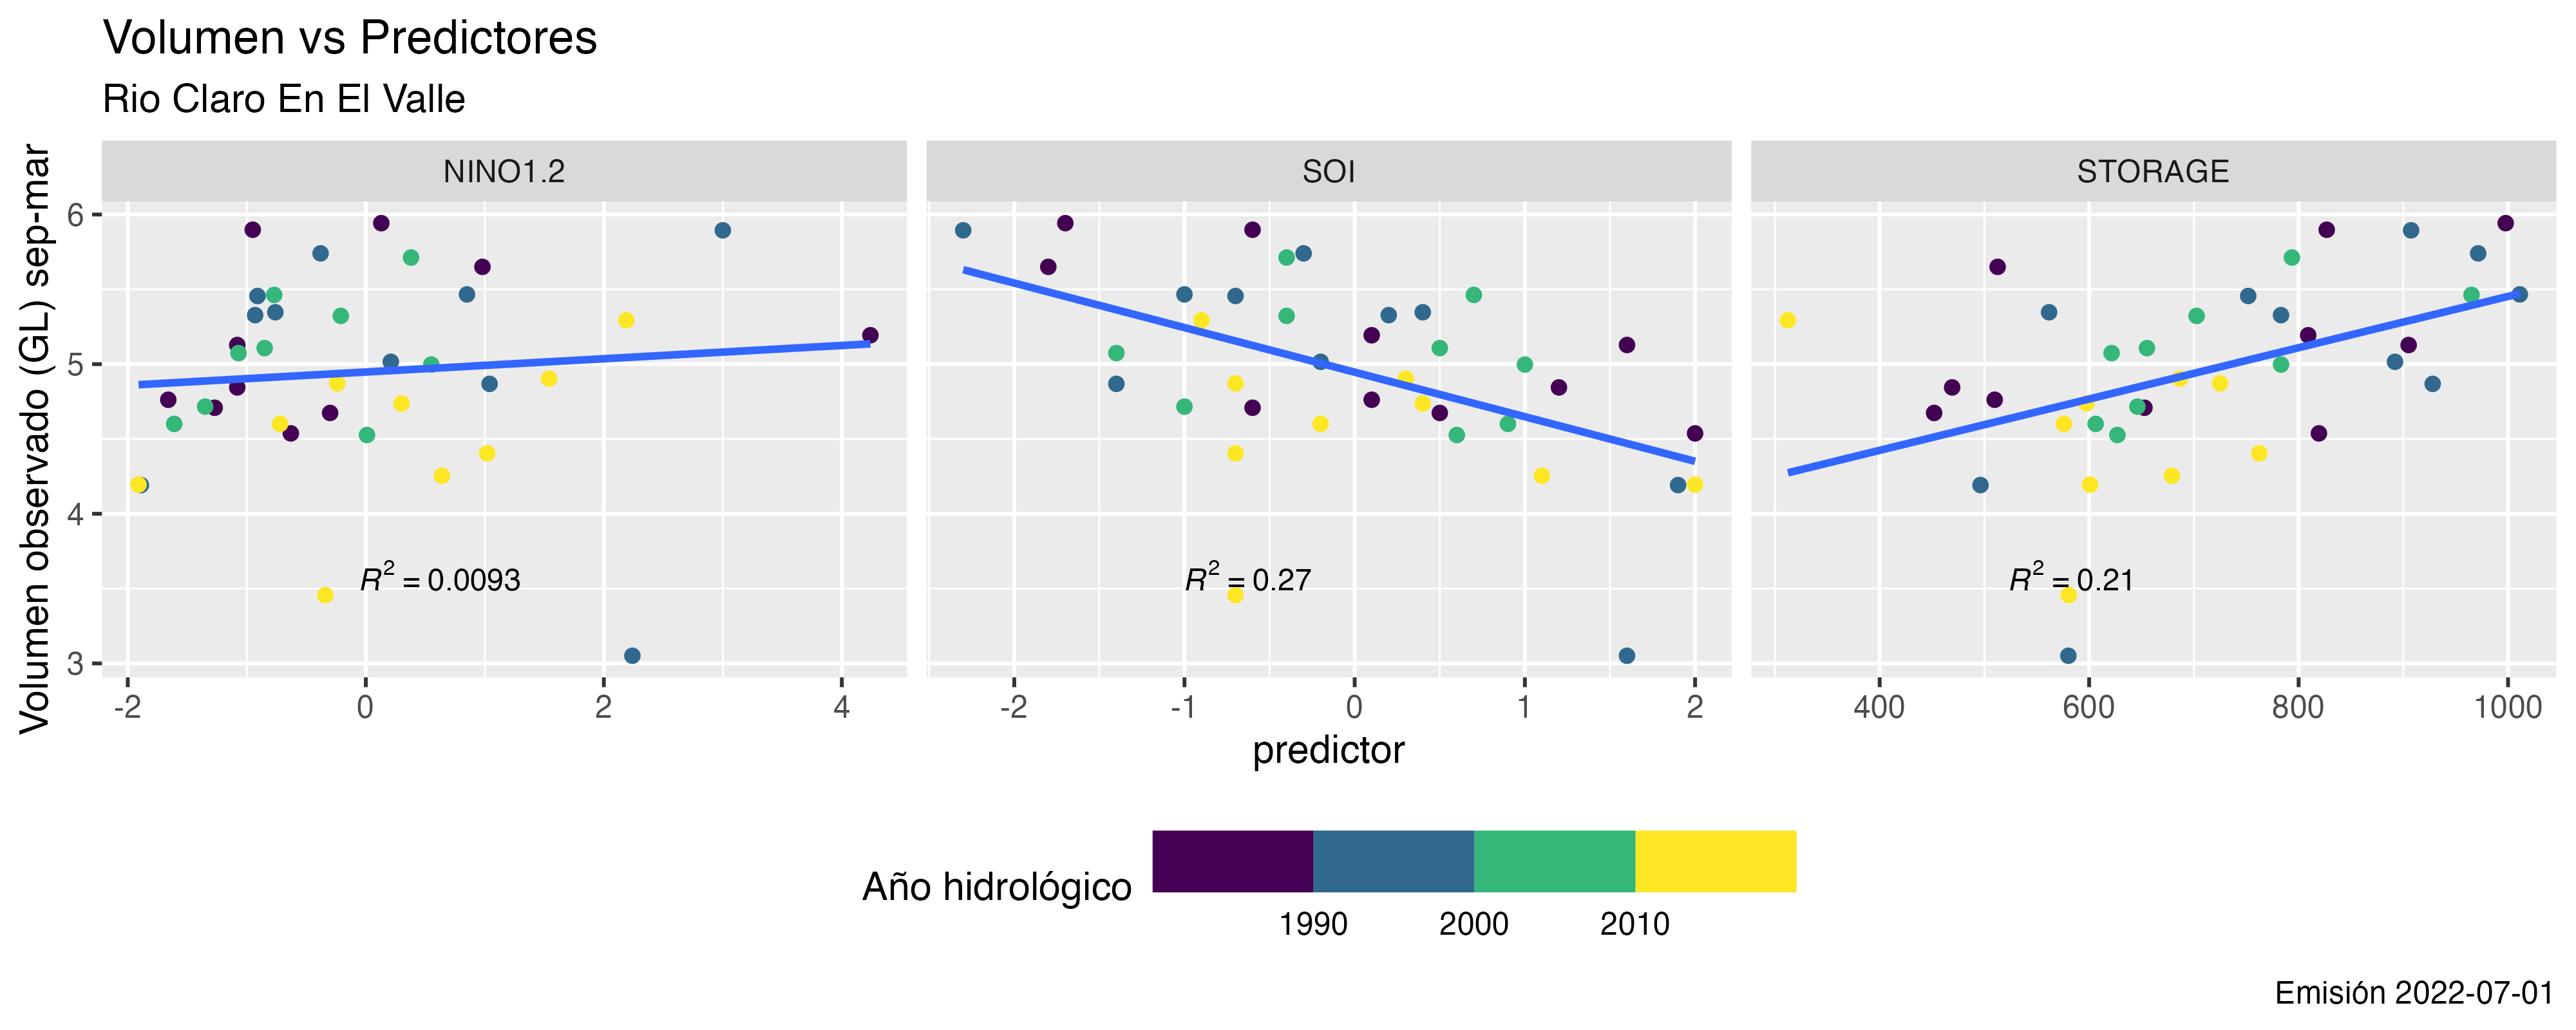 Volumen vs Predictores
Rio Claro En El Valle
Volumen observado (GL) sep-mar
NINO1.2
SOI
STORAGE
6
5
4
3
R² = 0.0093
R² = 0.27
R² = 0.21
-2 0 2 4
-2 -1 0 1 2
400 600 800 1000
predictor
Año hidrológico
1990 2000 2010
Emisión 2022-07-01